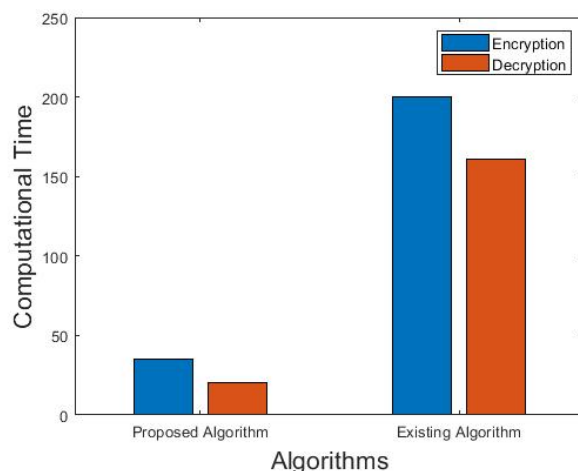 250
200
150
100
50
0
Computational Time
Encryption
Decryption
Proposed Algorithm
Existing Algorithm
Algorithms